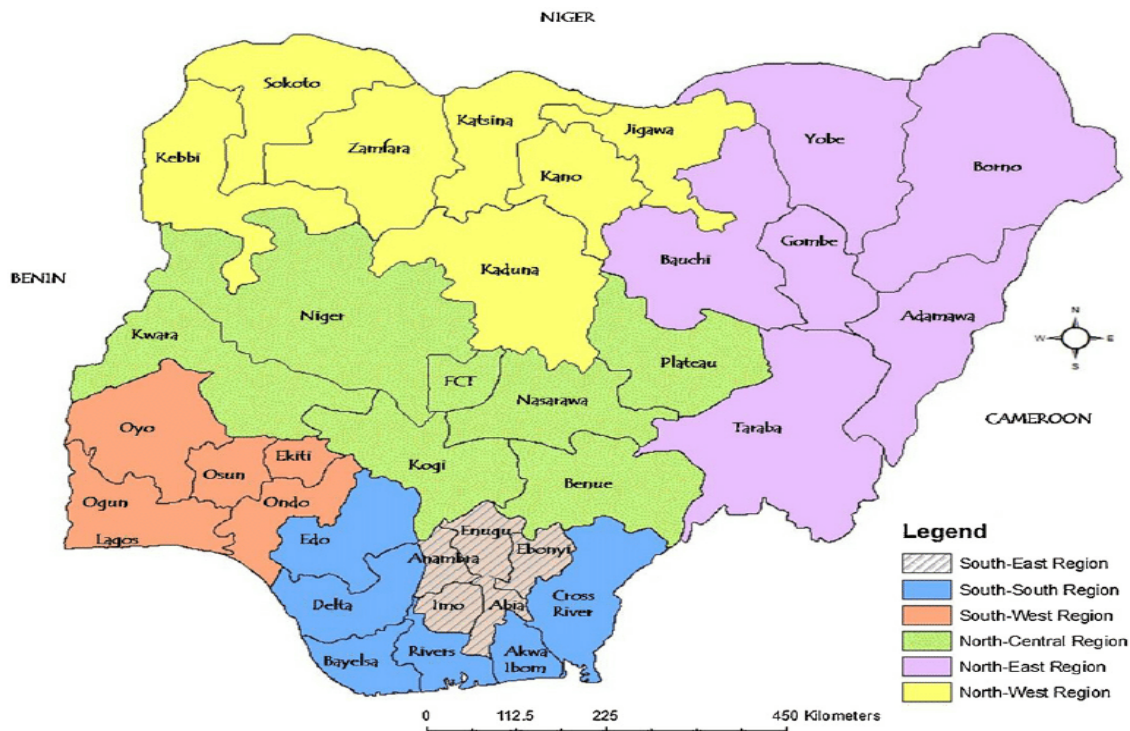 NIGER
Sokoto
Katsina
Jigawa
Yobe
Kebbi
Zamfara
Kano
Borno
Gombe
Bauchi
Kaduna
BENIN
Niger
Adamawa
Kwara
N
W
E
S
Plateau
FCT
Nasarawa
CAMEROON
Oyo
Taraba
Ekiti
Osun
Kogi
Benue
Ogun
Ondo
Lagos
Edo
Enugu
Ebonyi
Anambra
Delta
Imo
Abia
Cross
River
Bayelsa
Rivers
Akwa
Ibom
Legend
South-East Region
South-South Region
South-West Region
North-Central Region
North-East Region
North-West Region
0 112.5 225 450 Kilometers